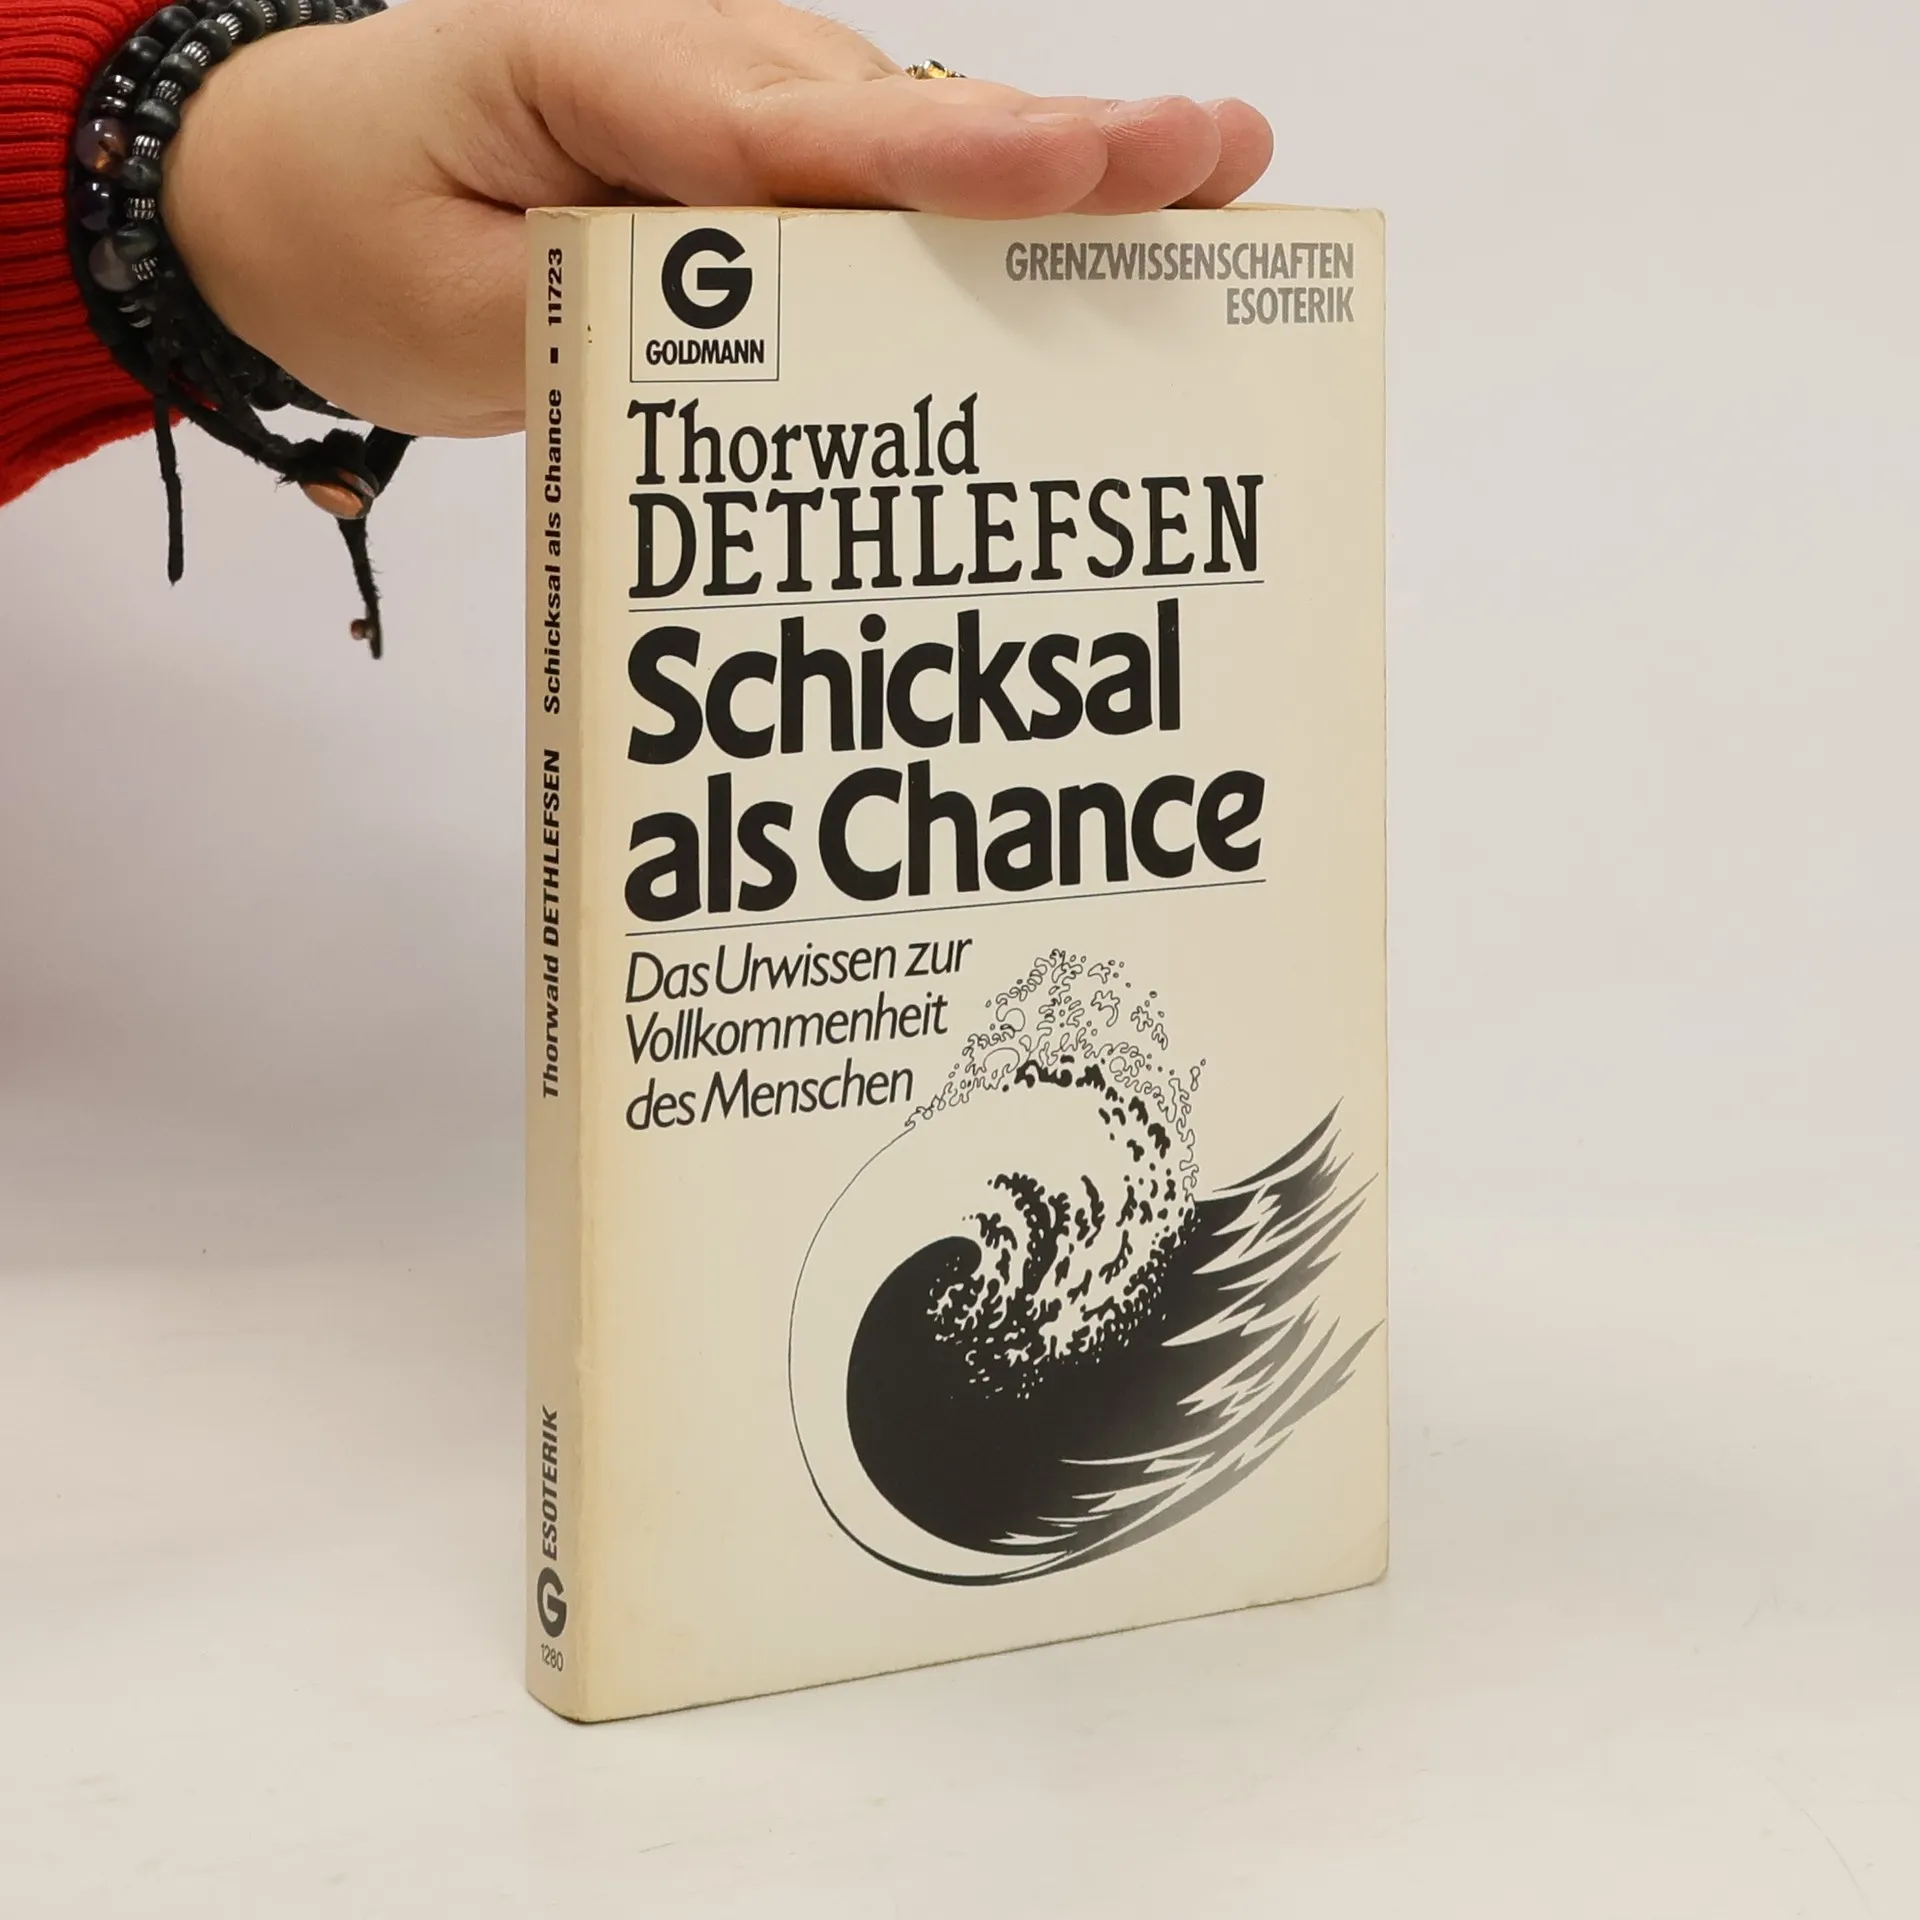 G
GOLDMANN
GRENZWISSENSCHAFTEN
ESOTERIK
Thorwald
DETHLEFSEN
Schicksal
als Chance
Das Urwissen zur
Vollkommenheit
des Menschen
Thorwald DETHLEFSEN Schicksal als Chance ▪ 11723
ESOTERIK
G
1280